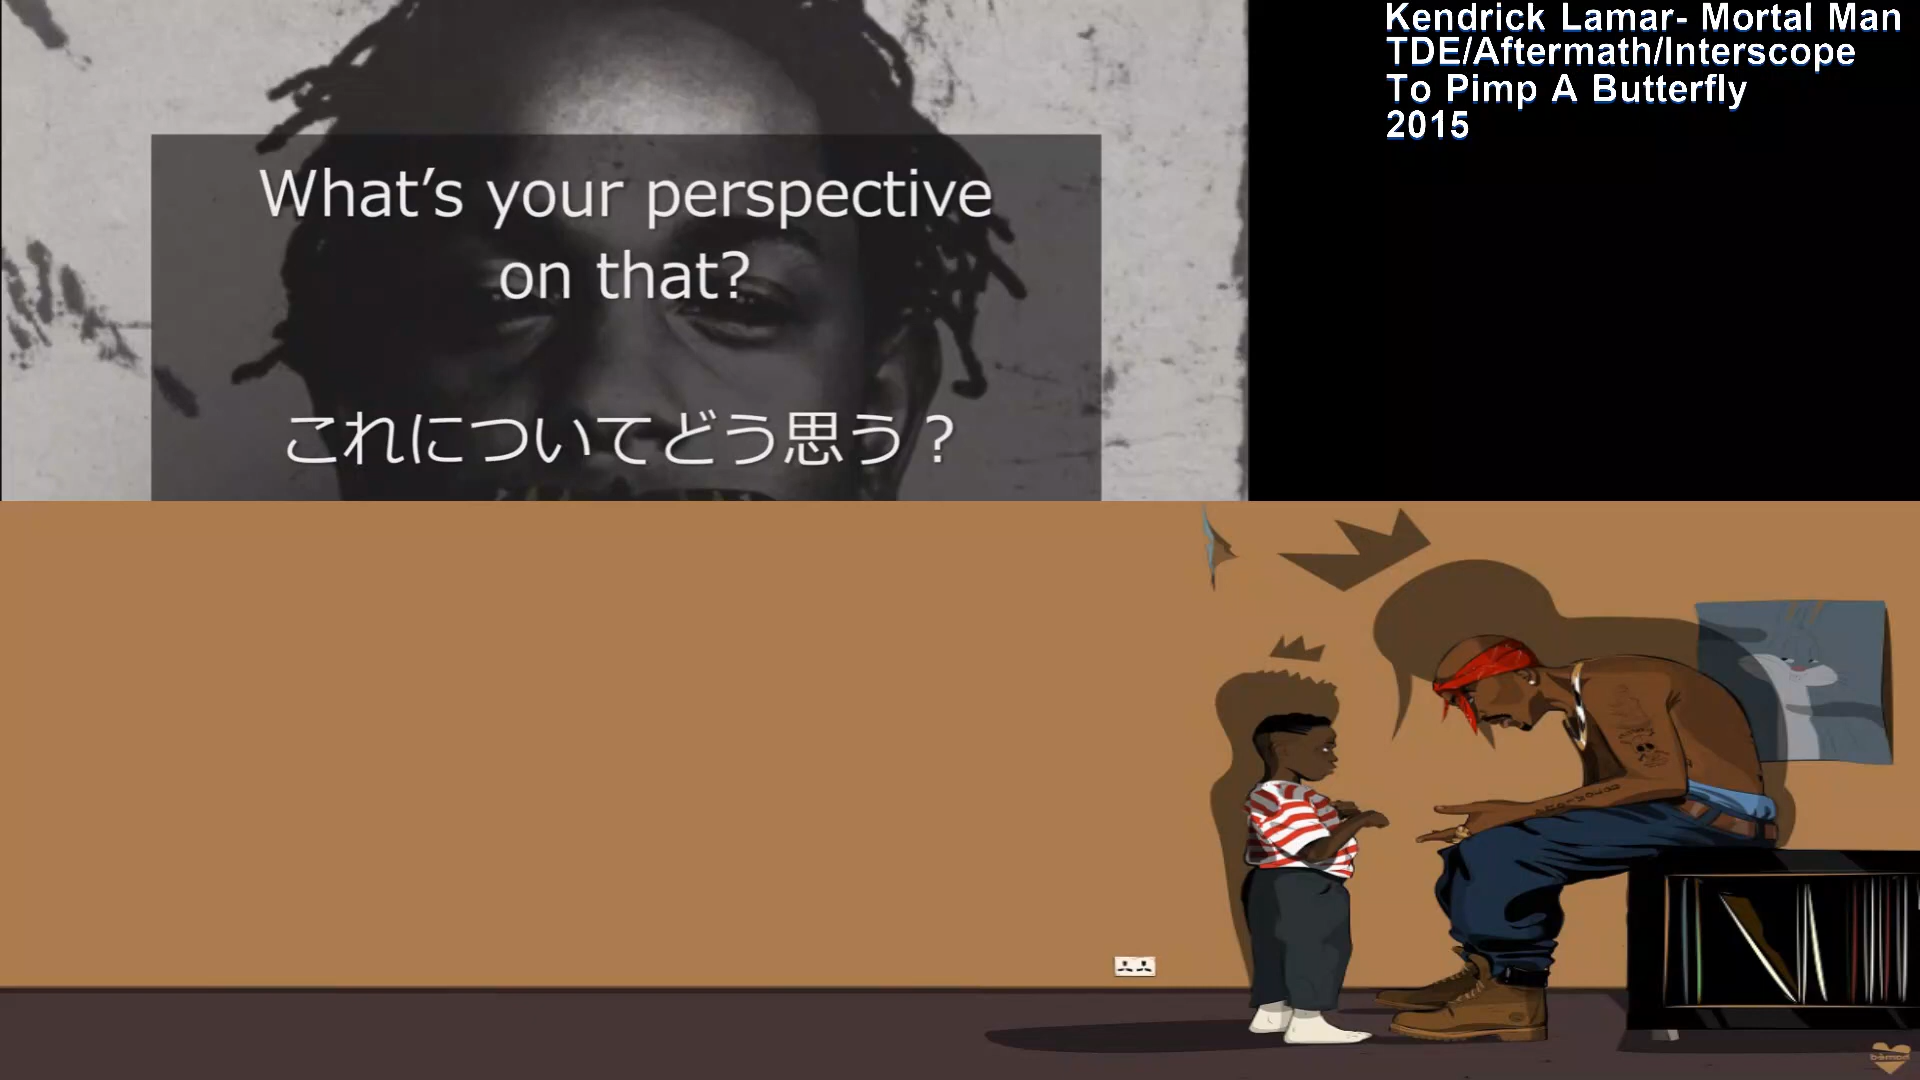 Kendrick Lamar- Mortal Man
TDE/Aftermath/Interscope
To Pimp A Butterfly
2015
What's your perspective
on that?
これについてどう思う？